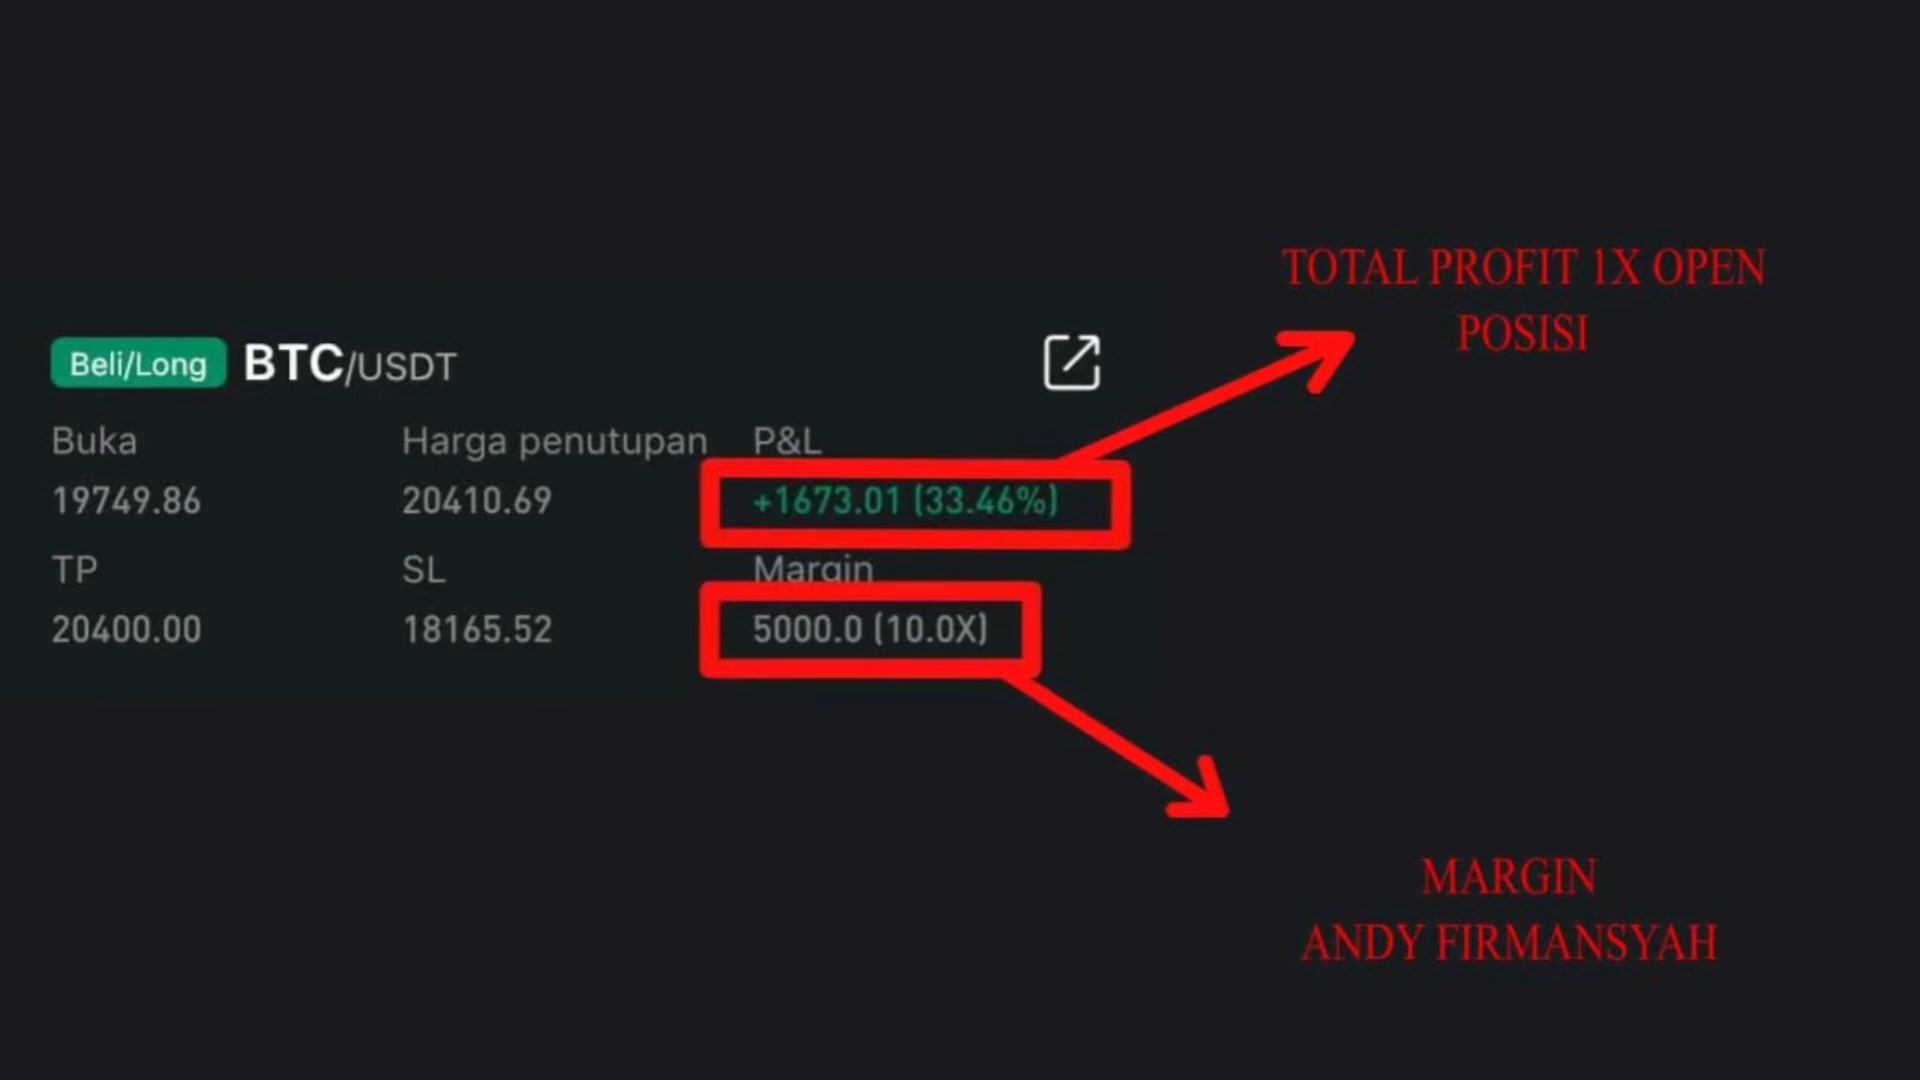 TOTAL PROFIT 1X OPEN
POSISI
Beli/Long BTC/USDT
Buka Harga penutupan P&L
19749.86 20410.69 +1673.01 (33.46%)
TP SL Margin
20400.00 18165.52 5000.0 (10.0X)
MARGIN
ANDY FIRMANSYAH